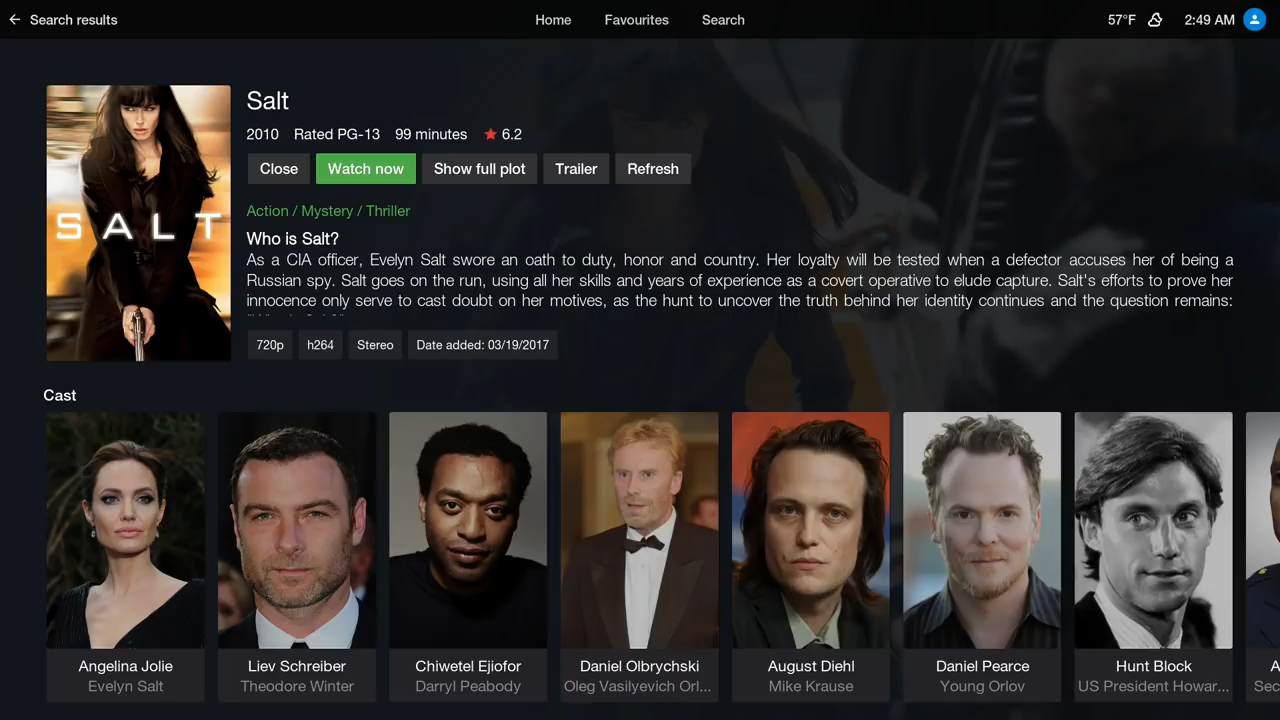 Search results
Home Favourites Search
57°F 2:49 AM
SALT
Salt
2010 Rated PG-13 99 minutes 6.2
Close Watch now Show full plot Trailer Refresh
Action / Mystery / Thriller
Who is Salt?
As a CIA officer, Evelyn Salt swore an oath to duty, honor and country. Her loyalty will be tested when a defector accuses her of being a
Russian spy. Salt goes on the run, using all her skills and years of experience as a covert operative to elude capture. Salt's efforts to prove her
innocence only serve to cast doubt on her motives, as the hunt to uncover the truth behind her identity continues and the question remains:
720p h264 Stereo Date added: 03/19/2017
Cast
Angelina Jolie Liev Schreiber Chiwetel Ejiofor Daniel Olbrychski August Diehl Daniel Pearce Hunt Block A
Evelyn Salt Theodore Winter Darryl Peabody Oleg Vasilyevich Orl... Mike Krause Young Orlov US President Howar... Sec